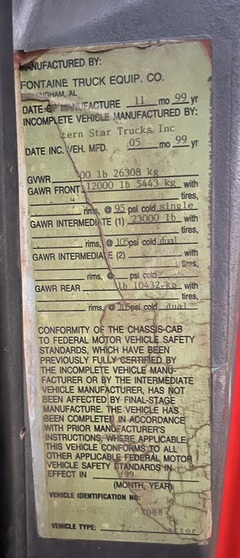 MANUFACTURED BY:
FONTAINE TRUCK EQUIP. CO.
AL
DATE OF MANUFACTURE 11 mo 99 yr
INCOMPLETE VEHICLE MANUFACTURED BY
tern Star Trucks, Inc
DATE INC. VEH. MFD. 05 mo 99 yr
GVWR 00 lb 26308 kg
GAWR FRONT 12000 lb 5443 kg with
tires,
rims, @ 95 psi cold single
GAWR INTERMEDIATE (1) 23000 lb
tires,
rims, @ 105 psi cold dual
GAWR INTERMEDIATE (2) with
tires,
rims, @ psi cold
GAWR REAR lb 10432 kg with
tires,
rims, @ psi cold dual
CONFORMITY OF THE CHASSIS-CAB
TO FEDERAL MOTOR VEHICLE SAFETY
STANDARDS, WHICH HAVE BEEN
PREVIOUSLY FULLY CERTIFIED BY
THE INCOMPLETE VEHICLE MANU-
FACTURER OR BY THE INTERMEDIATE
VEHICLE MANUFACTURER, HAS NOT
BEEN AFFECTED BY FINAL-STAGE
MANUFACTURE. THE VEHICLE HAS
BEEN COMPLETED IN ACCORDANCE
WITH PRIOR MANUFACTURER'S
INSTRUCTIONS, WHERE APPLICABLE
THIS VEHICLE CONFORMS TO ALL
OTHER APPLICABLE FEDERAL MOTOR
VEHICLE SAFETY STANDARDS IN
EFFECT IN
(MONTH, YEAR)
VEHICLE IDENTIFICATION NO:
VEHICLE TYPE: